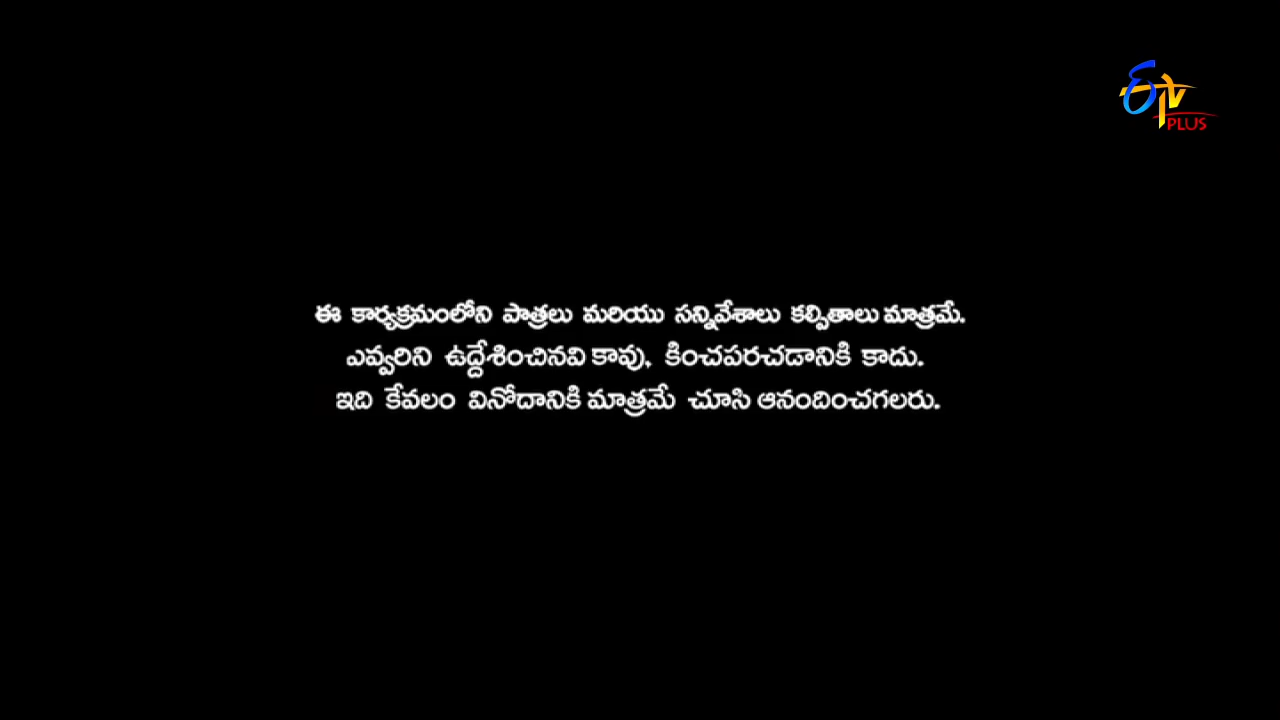 ETV
PLUS
ఈ కార్యక్రమంలోని పాత్రలు మరియు సన్నివేశాలు కల్పితాలు మాత్రమే.
ఎవ్వరిని ఉద్దేశించినవి కావు, కించపరచడానికి కాదు.
ఇది కేవలం వినోదానికి మాత్రమే చూసి ఆనందించగలరు.